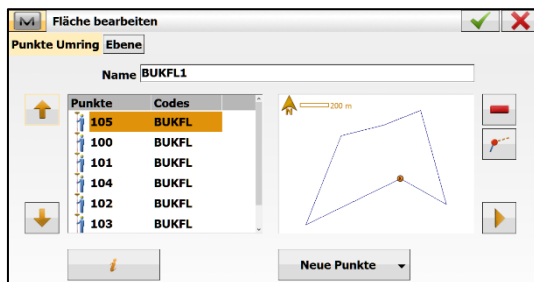 Fläche bearbeiten
Punkte Umring Ebene
Name BUKFL1
Punkte Codes
105 BUKFL
100 BUKFL
101 BUKFL
104 BUKFL
102 BUKFL
103 BUKFL
N 200 m
i
Neue Punkte